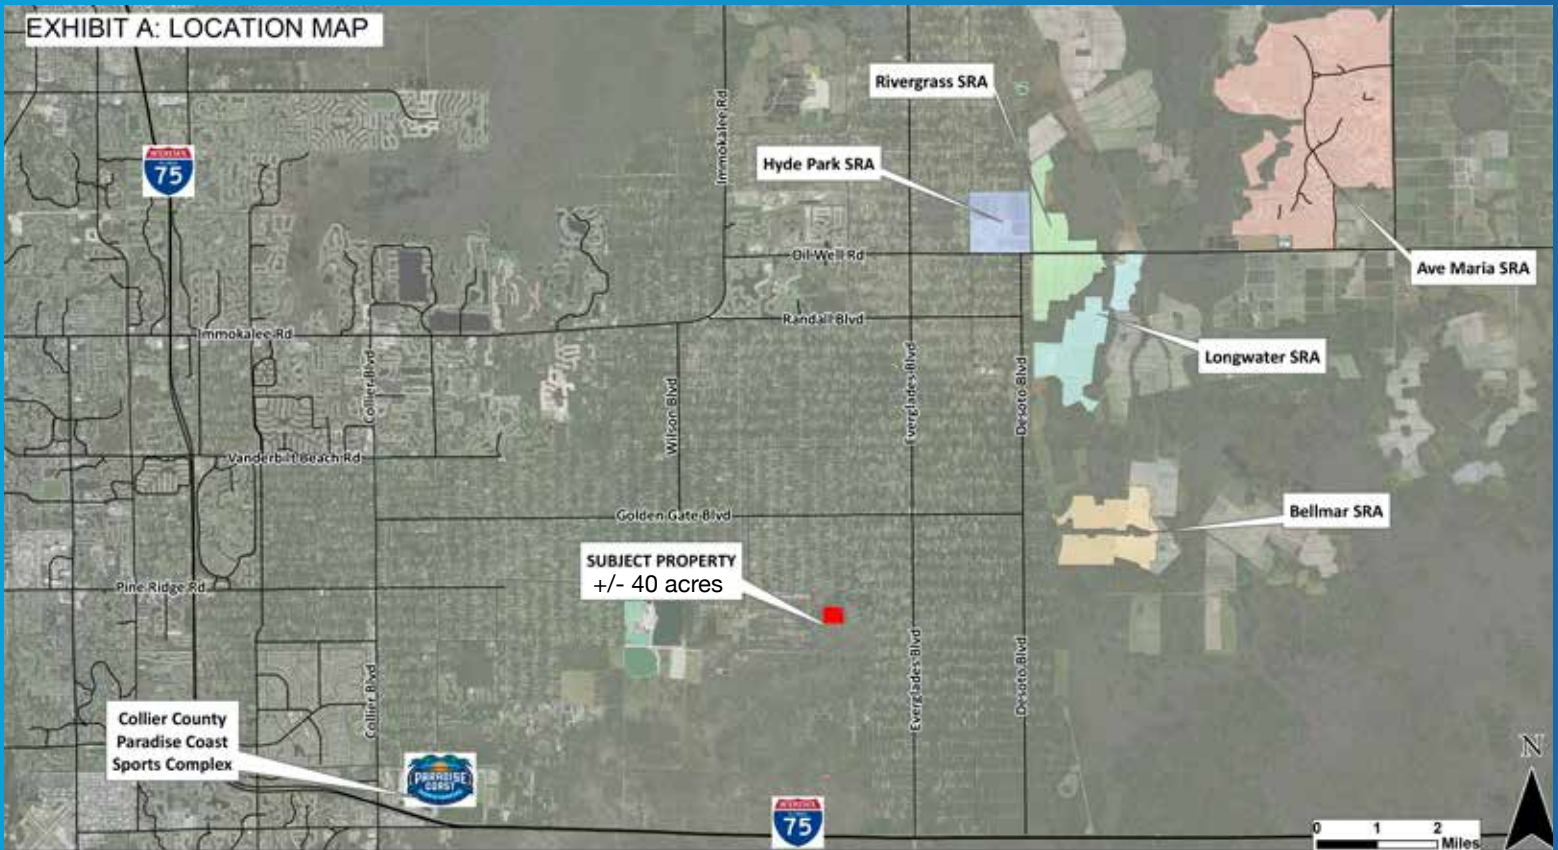 EXHIBIT A: LOCATION MAP
Rivergrass SRA
Immokalee Rd
INTERSTATE
75
Hyde Park SRA
Oil Well Rd
Ave Maria SRA
Randall Blvd
Immokalee Rd
Longwater SRA
Collier Blvd
Wilson Blvd
Everglades Blvd
Desoto Blvd
Vanderbilt Beach Rd
Golden Gate Blvd
Bellmar SRA
SUBJECT PROPERTY
+/- 40 acres
Pine Ridge Rd
Collier Blvd
Everglades Blvd
Desoto Blvd
Collier County
Paradise Coast
Sports Complex
PARADISE
COAST
N
INTERSTATE
75
0 1 2
Miles